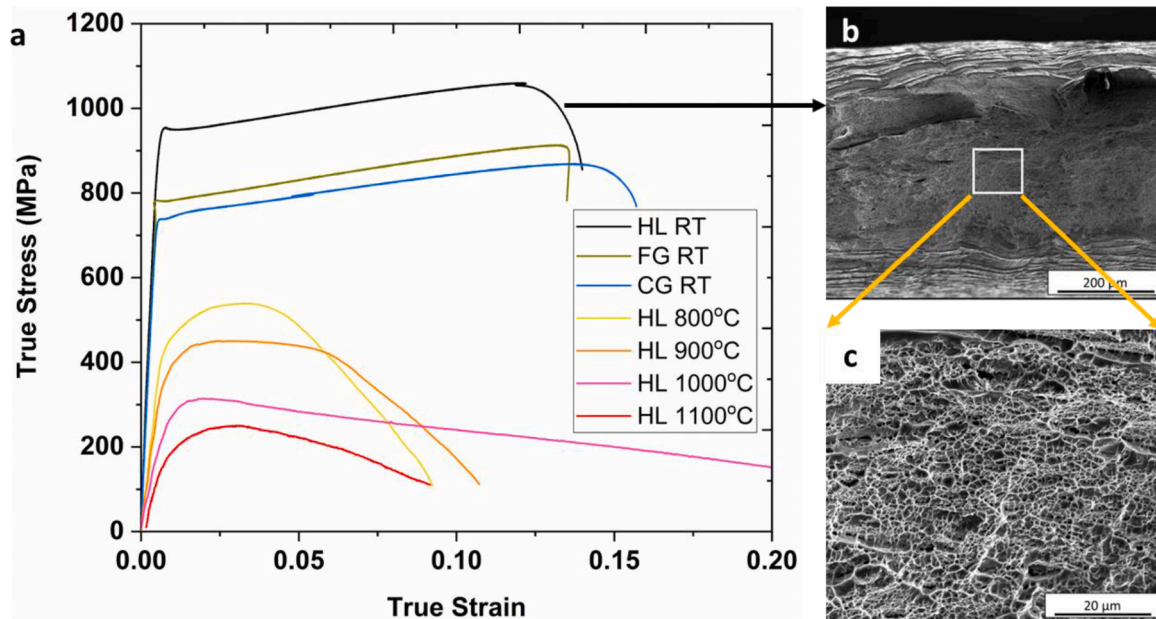 a
1200
1000
800
600
400
200
0
True Stress (MPa)
0.00
0.05
0.10
0.15
0.20
True Strain
HL RT
FG RT
CG RT
HL 800°C
HL 900°C
HL 1000°C
HL 1100°C
b
200 µm
c
20 µm